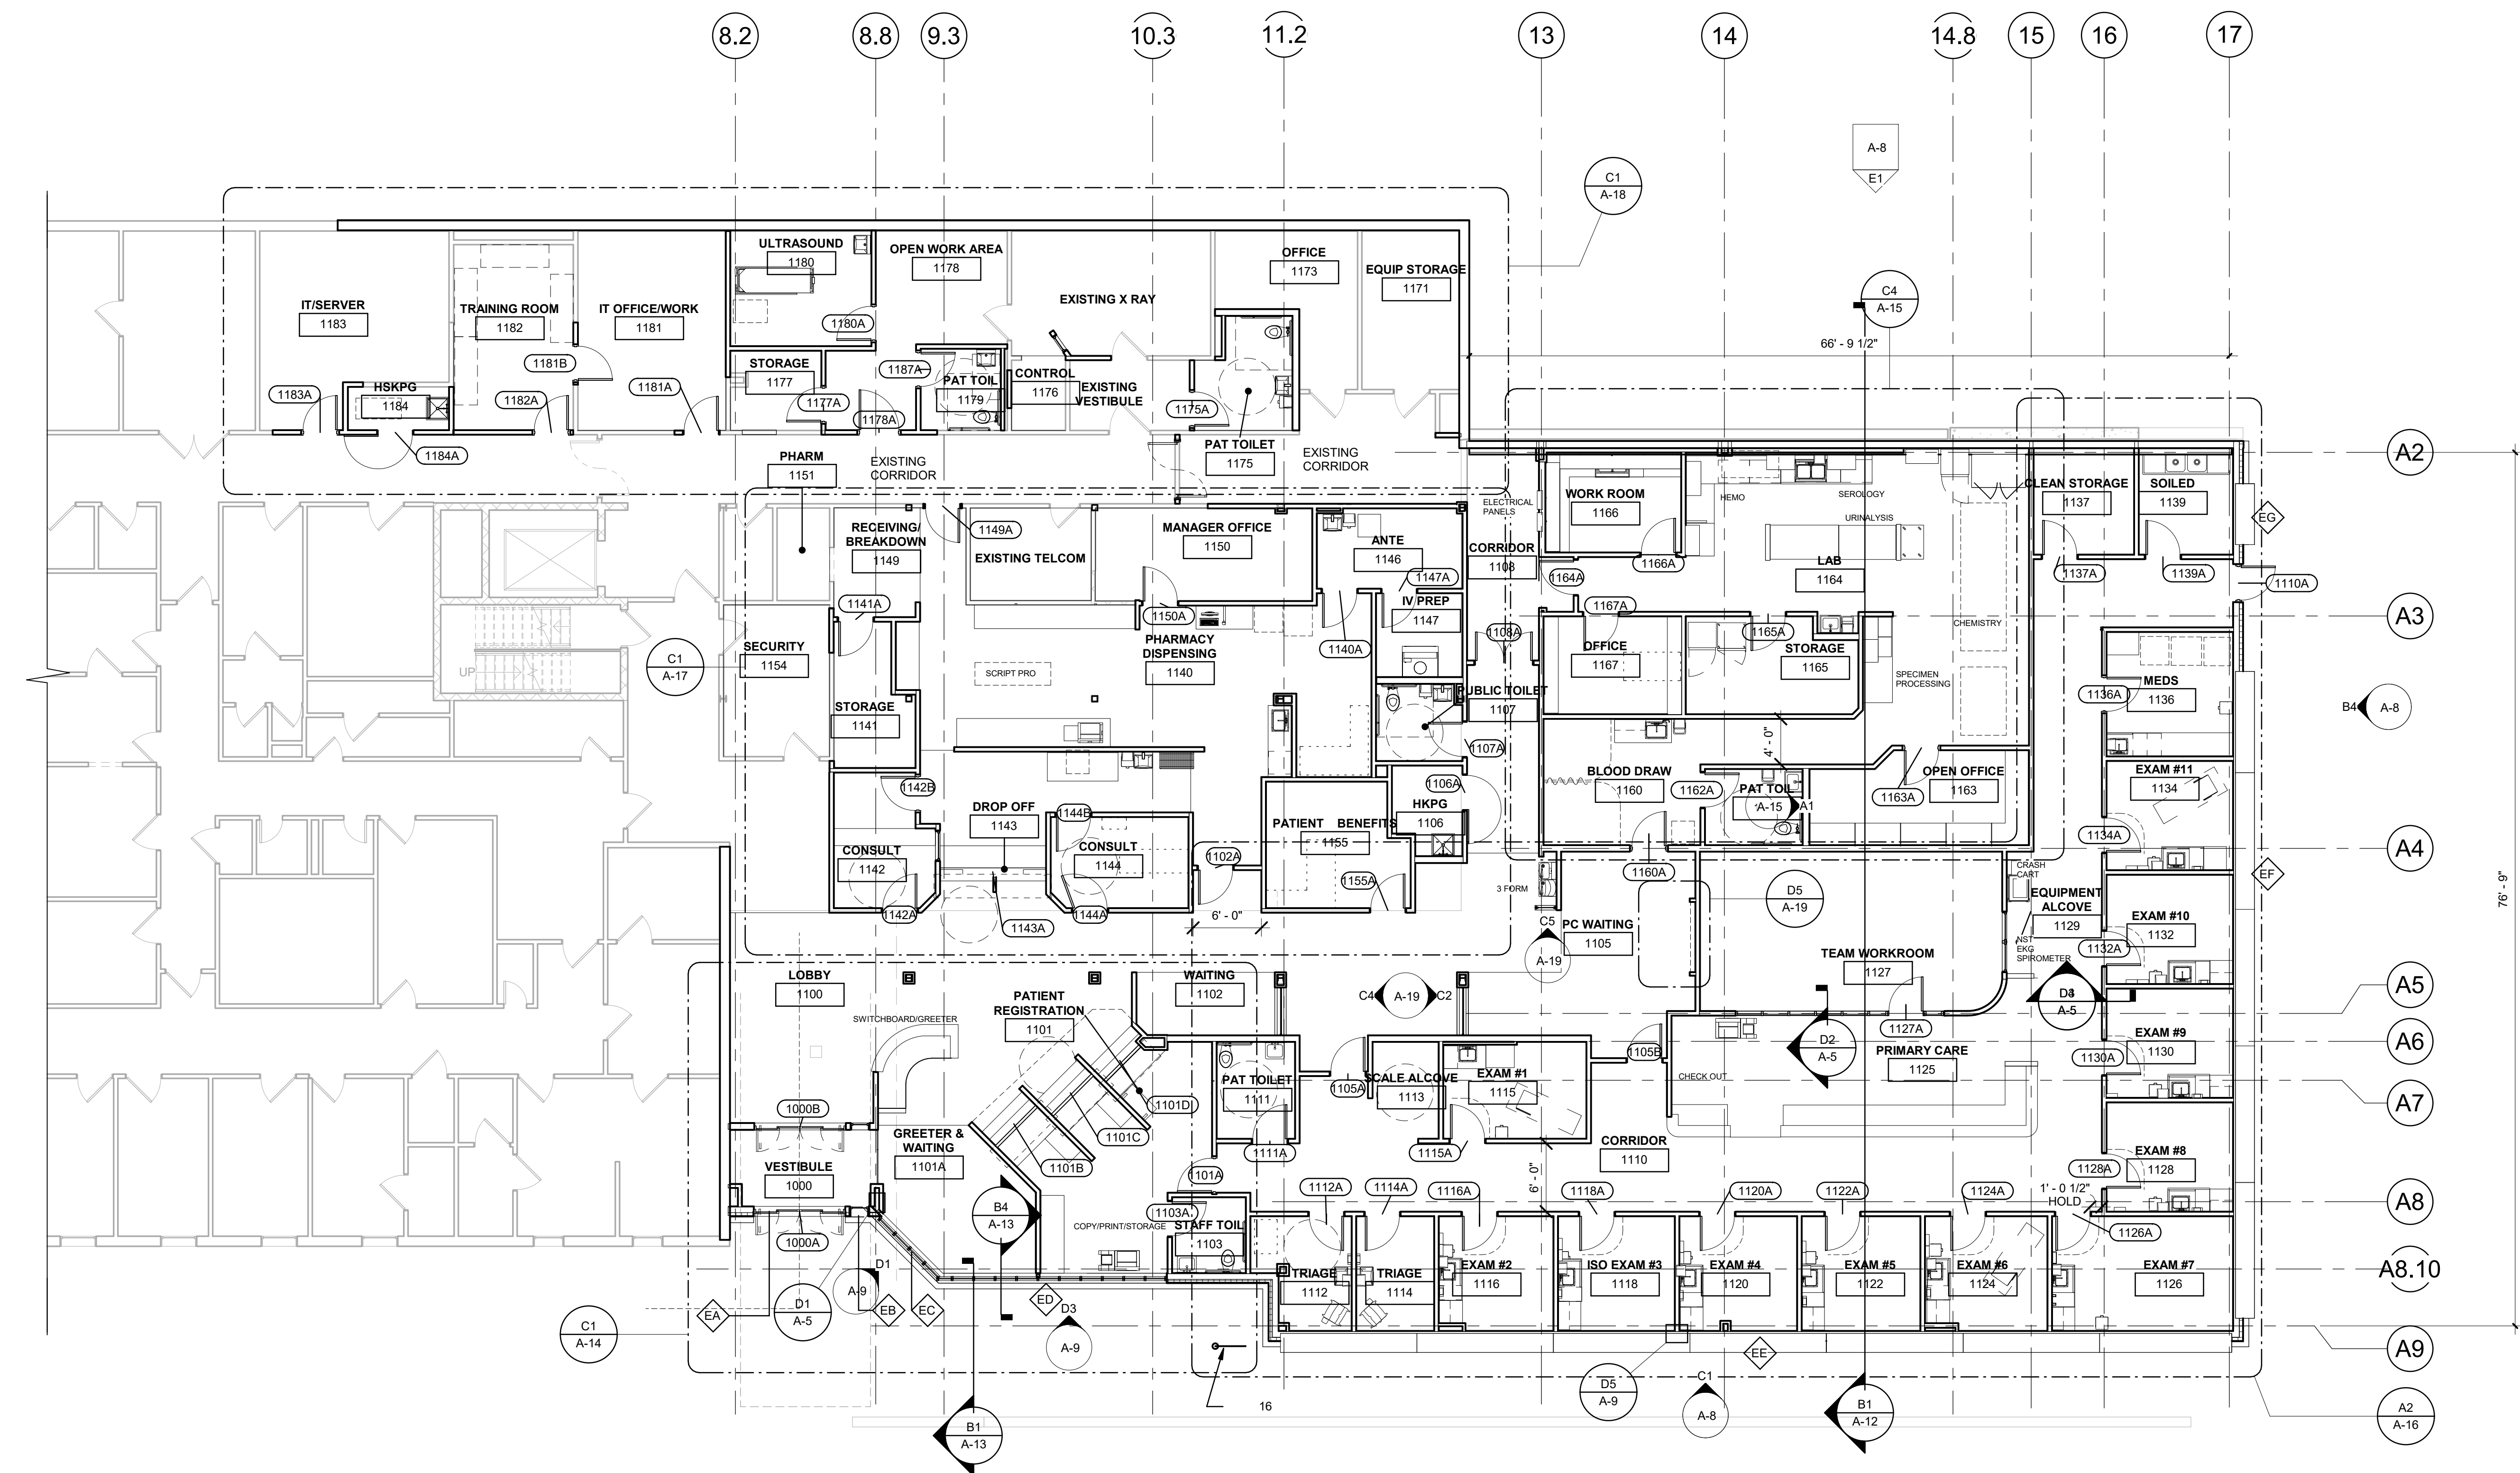 8.2
8.8
9.3
10.3
11.2
13
14
14.8
15
16
17
A-8
E1
C1
A-18
C4
A-15
66' - 9 1/2"
ULTRASOUND
1180
OPEN WORK AREA
1178
OFFICE
1173
EQUIP STORAGE
1171
EXISTING X RAY
IT/SERVER
1183
TRAINING ROOM
1182
IT OFFICE/WORK
1181
1180A
1181B
STORAGE
1177
1187A
PAT TOIL
1179
CONTROL
1176
EXISTING
VESTIBULE
1183A
HSKPG
1184
1182A
1181A
1177A
1178A
1175A
1184A
PAT TOILET
1175
EXISTING
CORRIDOR
EXISTING
CORRIDOR
PHARM
1151
A2
ELECTRICAL
PANELS
WORK ROOM
1166
HEMO
SEROLOGY
URINALYSIS
CLEAN STORAGE
1137
SOILED
1139
EG
RECEIVING/
BREAKDOWN
1149
1149A
EXISTING TELCOM
MANAGER OFFICE
1150
ANTE
1146
CORRIDOR
1108
1147A
1164A
1166A
LAB
1164
1137A
1139A
1110A
1141A
1150A
IV PREP
1147
1167A
A3
SECURITY
1154
C1
A-17
UP
PHARMACY
DISPENSING
1140
SCRIPT PRO
1140A
1108A
OFFICE
1167
1165A
STORAGE
1165
CHEMISTRY
SPECIMEN
PROCESSING
1136A
MEDS
1136
B4
A-8
STORAGE
1141
PUBLIC TOILET
1107
1107A
4' - 0"
1142B
1106A
BLOOD DRAW
1160
1162A
PAT TOIL
A-15
A1
1163A
OPEN OFFICE
1163
EXAM #11
1134
DROP OFF
1143
1144B
PATIENT BENEFITS
1155
HKPG
1106
1134A
A4
CONSULT
1142
CONSULT
1144
1102A
1155A
1160A
3 FORM
D5
A-19
CRASH
CART
EQUIPMENT
ALCOVE
1129
EF
76' - 9"
1142A
1143A
1144A
6' - 0"
C5
A-19
PC WAITING
1105
NST
EKG
SPIROMETER
1132A
EXAM #10
1132
TEAM WORKROOM
1127
LOBBY
1100
WAITING
1102
C4
A-19
C2
A-5
A5
PATIENT
REGISTRATION
1101
SWITCHBOARD/GREETER
1127A
D2
A-5
PRIMARY CARE
1125
EXAM #9
1130
1130A
A6
1105B
CHECK OUT
PAT TOILET
1111
1105A
SCALE ALCOVE
1113
EXAM #1
1115
A7
1000B
1101D
1101C
1101B
GREETER &
WAITING
1101A
1111A
1115A
CORRIDOR
1110
EXAM #8
1128
1128A
VESTIBULE
1000
1101A
6' - 0"
1' - 0 1/2"
HOLD
1112A
1114A
1116A
1118A
1120A
1122A
1124A
1126A
A8
B4
A-13
1103A
COPY/PRINT/STORAGE
STAFF TOIL
1103
1000A
TRIAGE
1112
TRIAGE
1114
EXAM #2
1116
ISO EXAM #3
1118
EXAM #4
1120
EXAM #5
1122
EXAM #6
1124
EXAM #7
1126
A8.10
D1
A-9
EA
D1
A-5
EB
EC
ED
D3
A-9
C1
A-14
EE
A9
D5
A-9
C1
A-8
16
B1
A-13
B1
A-12
A2
A-16